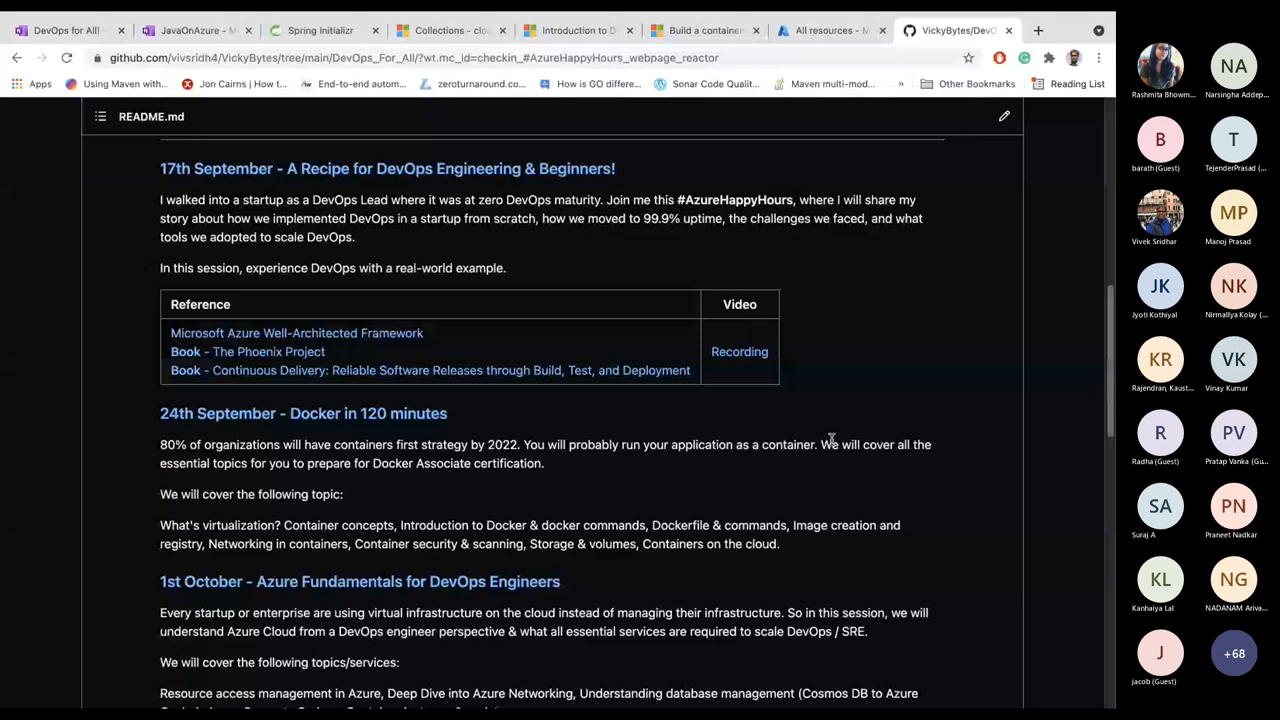 DevOps for All!
JavaOnAzure - M
Spring Initializr
Collections - clou
Introduction to D
Build a container
All resources - M
VickyBytes/DevO
github.com/vivsridh4/VickyBytes/tree/main/DevOps_For_All/?wt.mc_id=checkin_#AzureHappyHours_webpage_reactor
Apps
Using Maven with...
Jon Cairns | How t...
End-to-end autom...
zeroturnaround.c...
How is GO differe...
Sonar Code Quality
Maven multi-mod...
Other Bookmarks
Reading List
README.md
17th September - A Recipe for DevOps Engineering & Beginners!
I walked into a startup as a DevOps Lead where it was at zero DevOps maturity. Join me this #AzureHappyHours, where I will share my
story about how we implemented DevOps in a startup from scratch, how we moved to 99.9% uptime, the challenges we faced, and what
tools we adopted to scale DevOps.
In this session, experience DevOps with a real-world example.
Reference Video
Microsoft Azure Well-Architected Framework
Book - The Phoenix Project
Recording
Book - Continuous Delivery: Reliable Software Releases through Build, Test, and Deployment
24th September - Docker in 120 minutes
80% of organizations will have containers first strategy by 2022. You will probably run your application as a container. We will cover all the
essential topics for you to prepare for Docker Associate certification.
We will cover the following topic:
What's virtualization? Container concepts, Introduction to Docker & docker commands, Dockerfile & commands, Image creation and
registry, Networking in containers, Container security & scanning, Storage & volumes, Containers on the cloud.
1st October - Azure Fundamentals for DevOps Engineers
Every startup or enterprise are using virtual infrastructure on the cloud instead of managing their infrastructure. So in this session, we will
understand Azure Cloud from a DevOps engineer perspective & what all essential services are required to scale DevOps / SRE.
We will cover the following topics/services:
Resource access management in Azure, Deep Dive into Azure Networking, Understanding database management (Cosmos DB to Azure
Rashmita Bhowm...
NA
Narsingha Addep...
B
barath (Guest)
T
TejenderPrasad (...
Vivek Sridhar
MP
Manoj Prasad
JK
Jyoti Kothiyal
NK
Nirmallya Kolay (...
KR
Rajendran, Kaust...
VK
Vinay Kumar
R
Radha (Guest)
PV
Pratap Vanka (Gu...
SA
Suraj A
PN
Praneet Nadkar
KL
Kanhaiya Lal
NG
NADANAM Ariva...
J
jacob (Guest)
+68